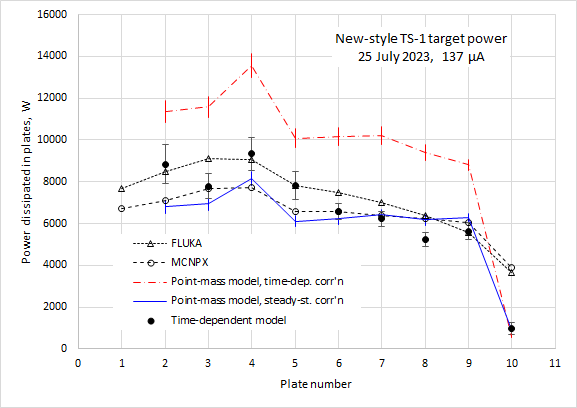 New-style TS-1 target power
25 July 2023, 137 µA
Power dissipated in plates, W
16000
14000
12000
10000
8000
6000
4000
2000
0
FLUKA
MCNPX
Point-mass model, time-dep. corr'n
Point-mass model, steady-st. corr'n
Time-dependent model
0 1 2 3 4 5 6 7 8 9 10 11
Plate number